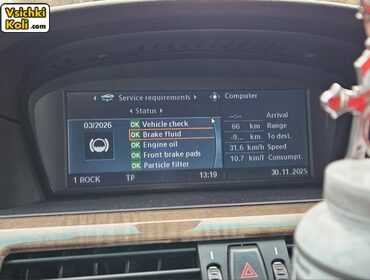 Vsichki
Koli.com
Service requirements
Computer
Status
03/2026
OK Vehicle check
OK Brake fluid
OK Engine oil
OK Front brake pads
OK Particle filter
--:-- Arrival
66 km Range
-9... km To dest.
31.6 km/h Speed
10.7 km/l Consumpt.
1 ROCK TP 13:19 30.11.2025